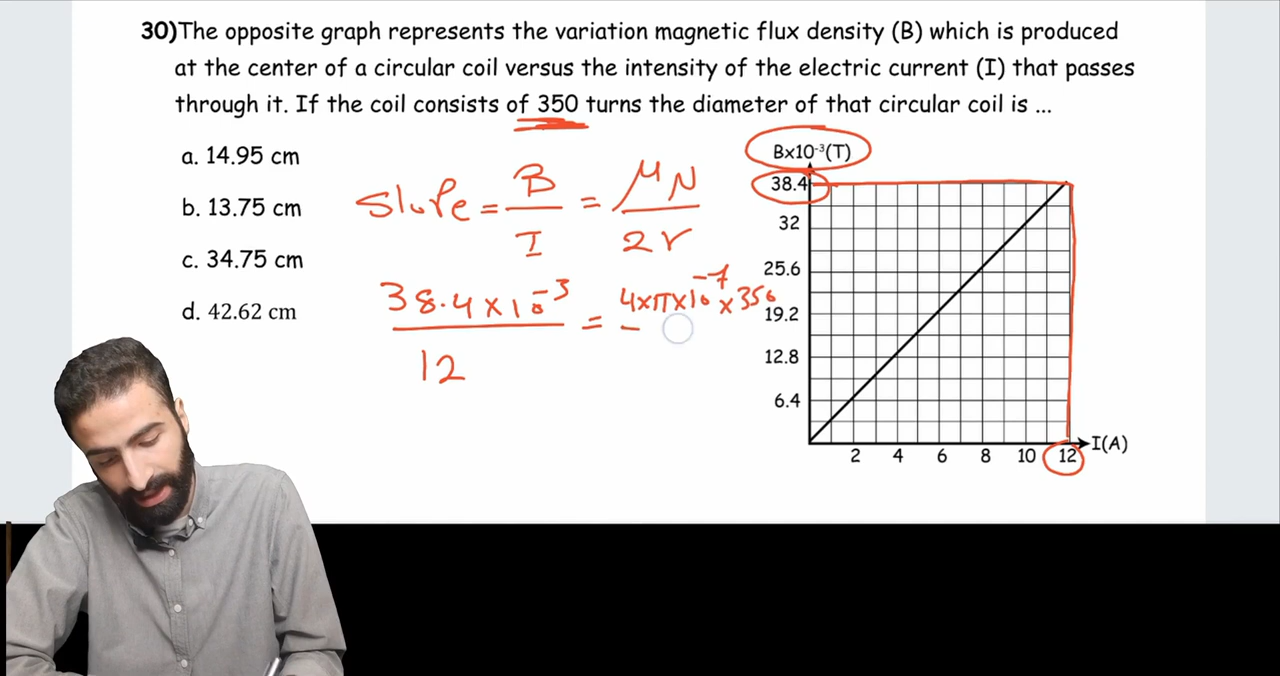 30)The opposite graph represents the variation magnetic flux density (B) which is produced
at the center of a circular coil versus the intensity of the electric current (I) that passes
through it. If the coil consists of 350 turns the diameter of that circular coil is ...
a. 14.95 cm
b. 13.75 cm
c. 34.75 cm
d. 42.62 cm
Slope = B / I = μN / 2r
38.4 × 10⁻³ / 12 = 4×π×10⁻⁷ × 350
B×10⁻³(T)
38.4
32
25.6
19.2
12.8
6.4
2 4 6 8 10 12 I(A)